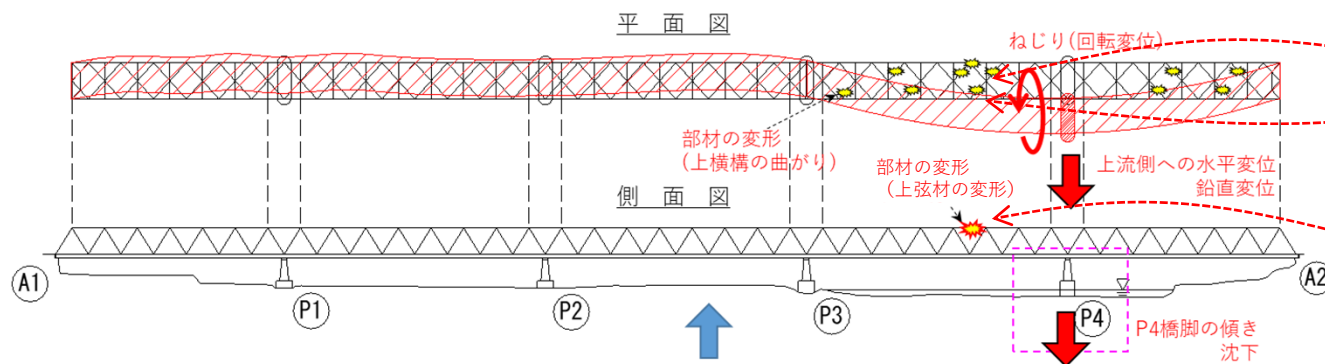 平　面　図
ねじり(回転変位)
部材の変形
(上横構の曲がり)
部材の変形
(上弦材の変形)
上流側への水平変位
鉛直変位
側　面　図
A1
P1
P2
P3
P4
A2
P4橋脚の傾き
沈下